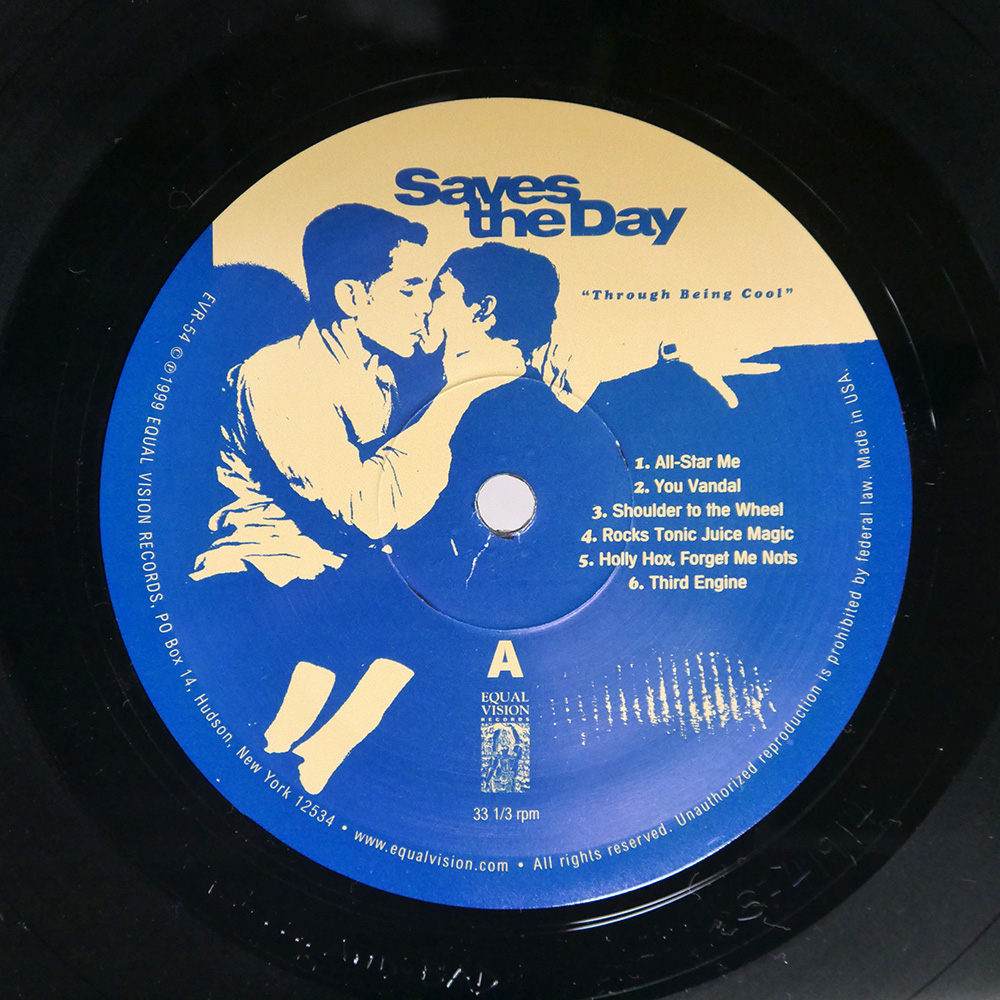 Saves
the Day
"Through Being Cool"
1. All-Star Me
2. You Vandal
3. Shoulder to the Wheel
4. Rocks Tonic Juice Magic
5. Holly Hox, Forget Me Nots
6. Third Engine
A
EQUAL
VISION
RECORDS
33 1/3 rpm
EVR-54 ©℗1999 EQUAL VISION RECORDS, PO Box 14, Hudson, New York 12534 • www.equalvision.com • All rights reserved. Unauthorized reproduction is prohibited by federal law. Made in USA.